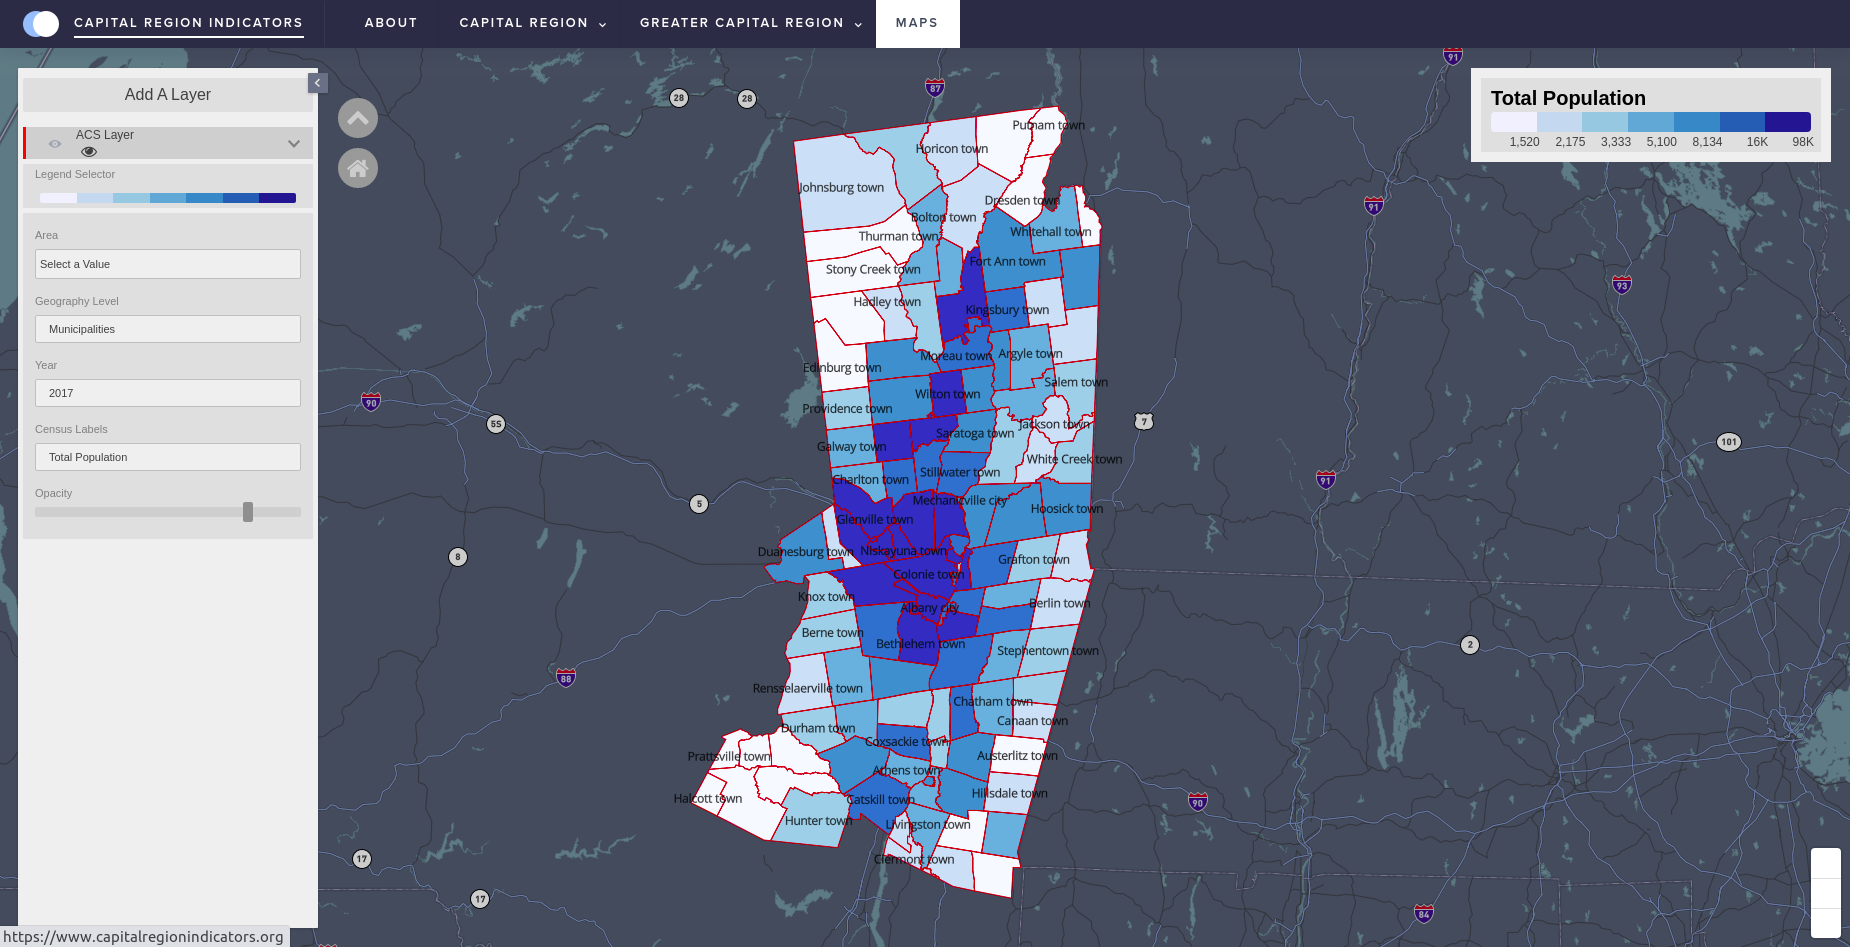 CAPITAL REGION INDICATORS ABOUT CAPITAL REGION GREATER CAPITAL REGION MAPS
Add A Layer
ACS Layer
Legend Selector
Area
Select a Value
Geography Level
Municipalities
Year
2017
Census Labels
Total Population
Opacity
https://www.capitalregionindicators.org
Total Population
1,520 2,175 3,333 5,100 8,134 16K 98K
Putnam town
Horicon town
Johnsburg town
Dresden town
Bolton town
Thurman town
Whitehall town
Stony Creek town
Fort Ann town
Hadley town
Kingsbury town
Moreau town
Argyle town
Edinburg town
Salem town
Wilton town
Providence town
Jackson town
Saratoga town
Galway town
White Creek town
Stillwater town
Charlton town
Mechanicville city
Hoosick town
Glenville town
Duanesburg town
Niskayuna town
Grafton town
Colonie town
Knox town
Albany city
Berlin town
Berne town
Bethlehem town
Stephentown town
Rensselaerville town
Chatham town
Canaan town
Durham town
Coxsackie town
Prattsville town
Austerlitz town
Athens town
Halcott town
Catskill town
Hillsdale town
Hunter town
Livingston town
Clermont town
28
28
87
91
91
93
90
5S
7
101
91
5
8
2
88
90
17
17
84